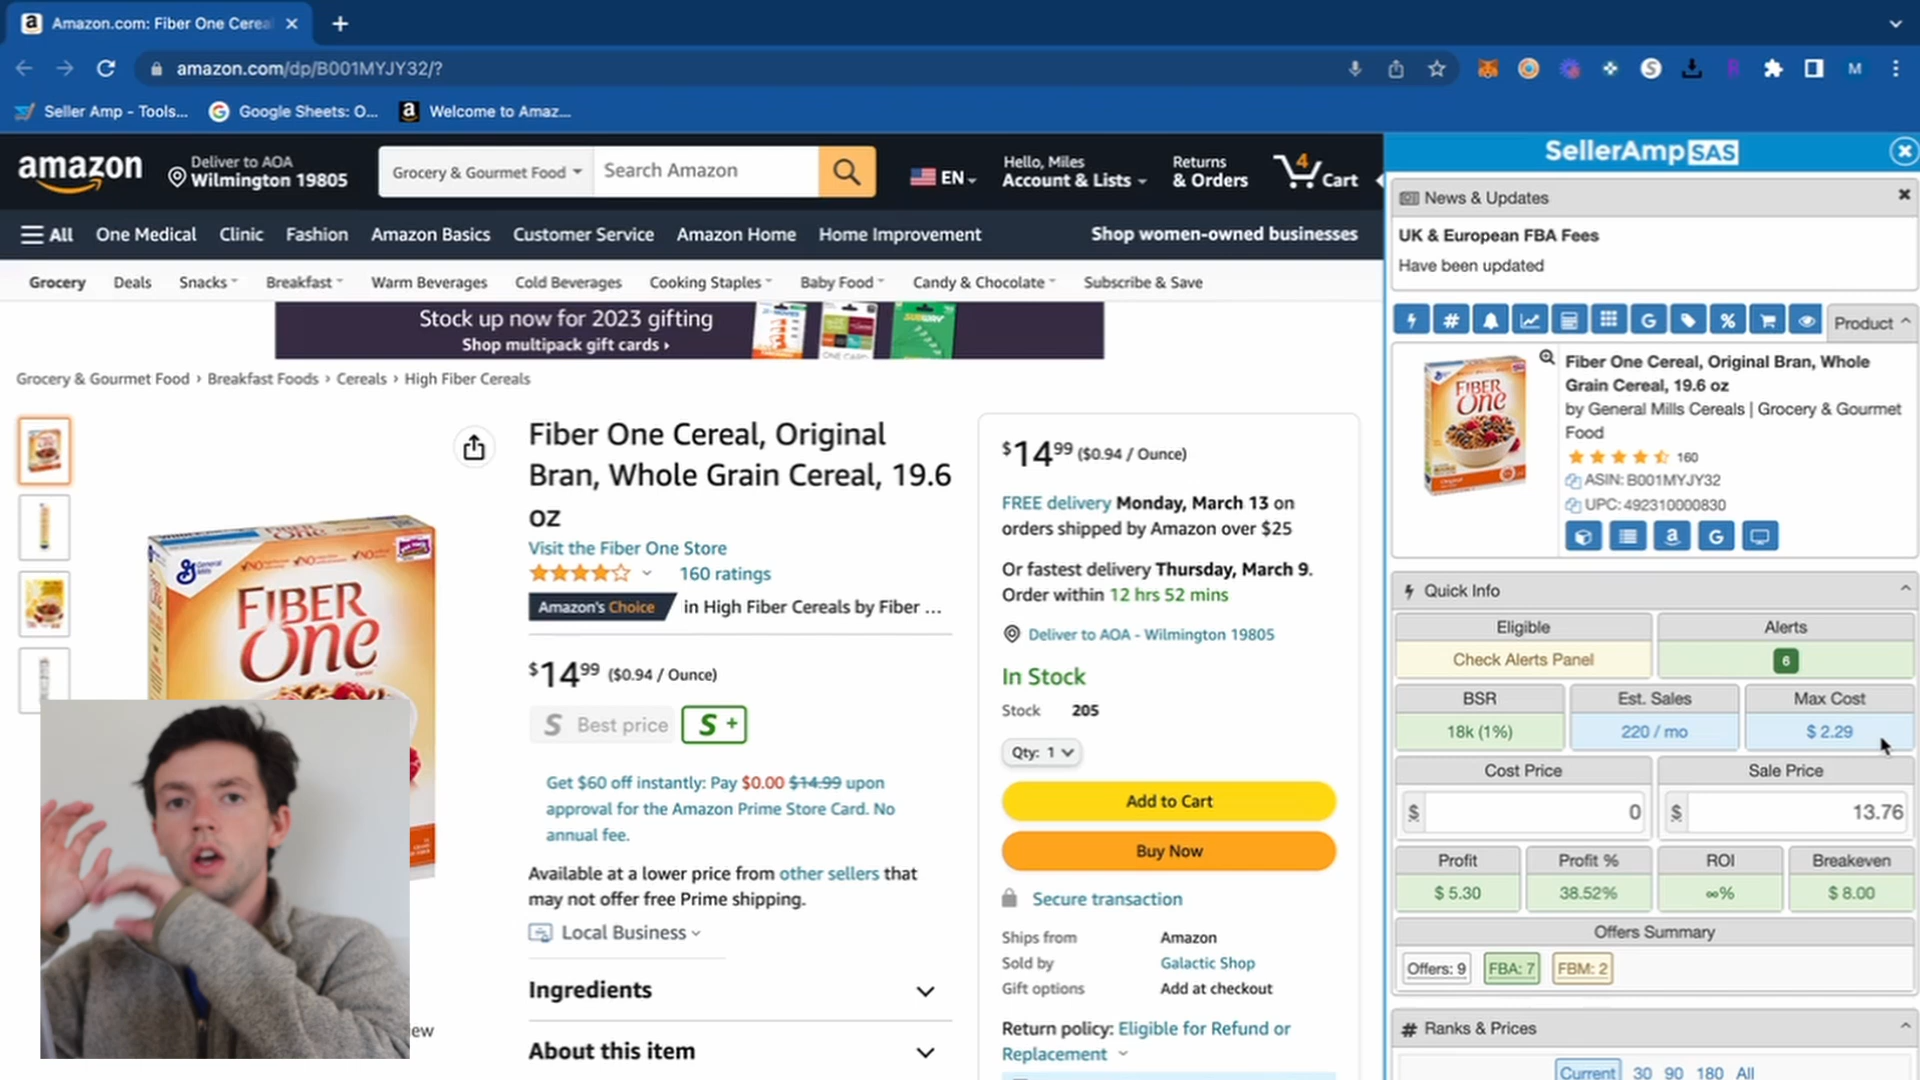 Amazon.com: Fiber One Cerea
amazon.com/dp/B001MYJY32/?
M
Seller Amp - Tools...
Google Sheets: O...
Welcome to Amaz...
amazon
Deliver to AOA
Wilmington 19805
Grocery & Gourmet Food
Search Amazon
EN
Hello, Miles
Account & Lists
Returns
& Orders
4
Cart
All
One Medical
Clinic
Fashion
Amazon Basics
Customer Service
Amazon Home
Home Improvement
Shop women-owned businesses
Grocery
Deals
Snacks
Breakfast
Warm Beverages
Cold Beverages
Cooking Staples
Baby Food
Candy & Chocolate
Subscribe & Save
Stock up now for 2023 gifting
Shop multipack gift cards ›
SUBWAY
Grocery & Gourmet Food › Breakfast Foods › Cereals › High Fiber Cereals
General Mills
NO
NO
NO
FIBER
One
ew
Fiber One Cereal, Original
Bran, Whole Grain Cereal, 19.6
oz
Visit the Fiber One Store
160 ratings
Amazon's Choice
in High Fiber Cereals by Fiber ...
$14 99 ($0.94 / Ounce)
S Best price
S +
Get $60 off instantly: Pay $0.00 $14.99 upon
approval for the Amazon Prime Store Card. No
annual fee.
Available at a lower price from other sellers that
may not offer free Prime shipping.
Local Business
Ingredients
About this item
$14 99 ($0.94 / Ounce)
FREE delivery Monday, March 13 on
orders shipped by Amazon over $25
Or fastest delivery Thursday, March 9.
Order within 12 hrs 52 mins
Deliver to AOA - Wilmington 19805
In Stock
Stock 205
Qty: 1
Add to Cart
Buy Now
Secure transaction
Ships from Amazon
Sold by Galactic Shop
Gift options Add at checkout
Return policy: Eligible for Refund or
Replacement
SellerAmp SAS
News & Updates
UK & European FBA Fees
Have been updated
Product
FIBER
One
Fiber One Cereal, Original Bran, Whole
Grain Cereal, 19.6 oz
by General Mills Cereals | Grocery & Gourmet
Food
160
ASIN: B001MYJY32
UPC: 492310000830
Quick Info
Eligible
Alerts
Check Alerts Panel
6
BSR
Est. Sales
Max Cost
18k (1%)
220 / mo
$ 2.29
Cost Price
Sale Price
$ 0
$ 13.76
Profit
Profit %
ROI
Breakeven
$ 5.30
38.52%
∞%
$ 8.00
Offers Summary
Offers: 9
FBA: 7
FBM: 2
# Ranks & Prices
Current 30 90 180 All